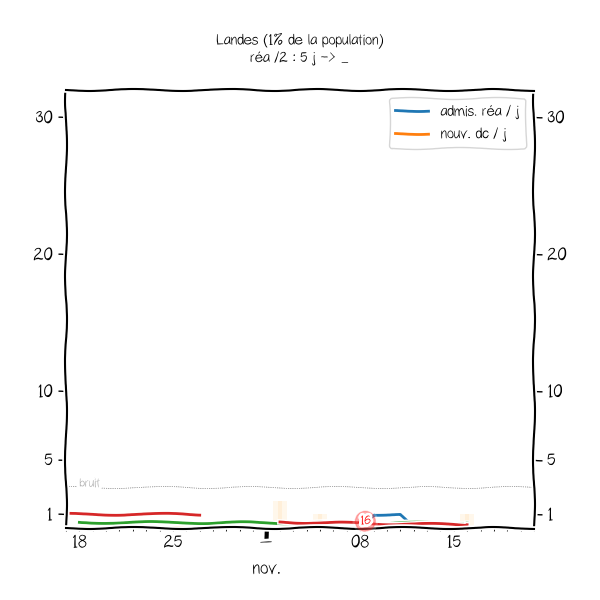 Landes (1% de la population)
réa /2 : 5 j -> _
admis. réa / j
nouv. dc / j
30
30
20
20
10
10
5
5
bruit
1
1
16
18
25
1
08
15
nov.